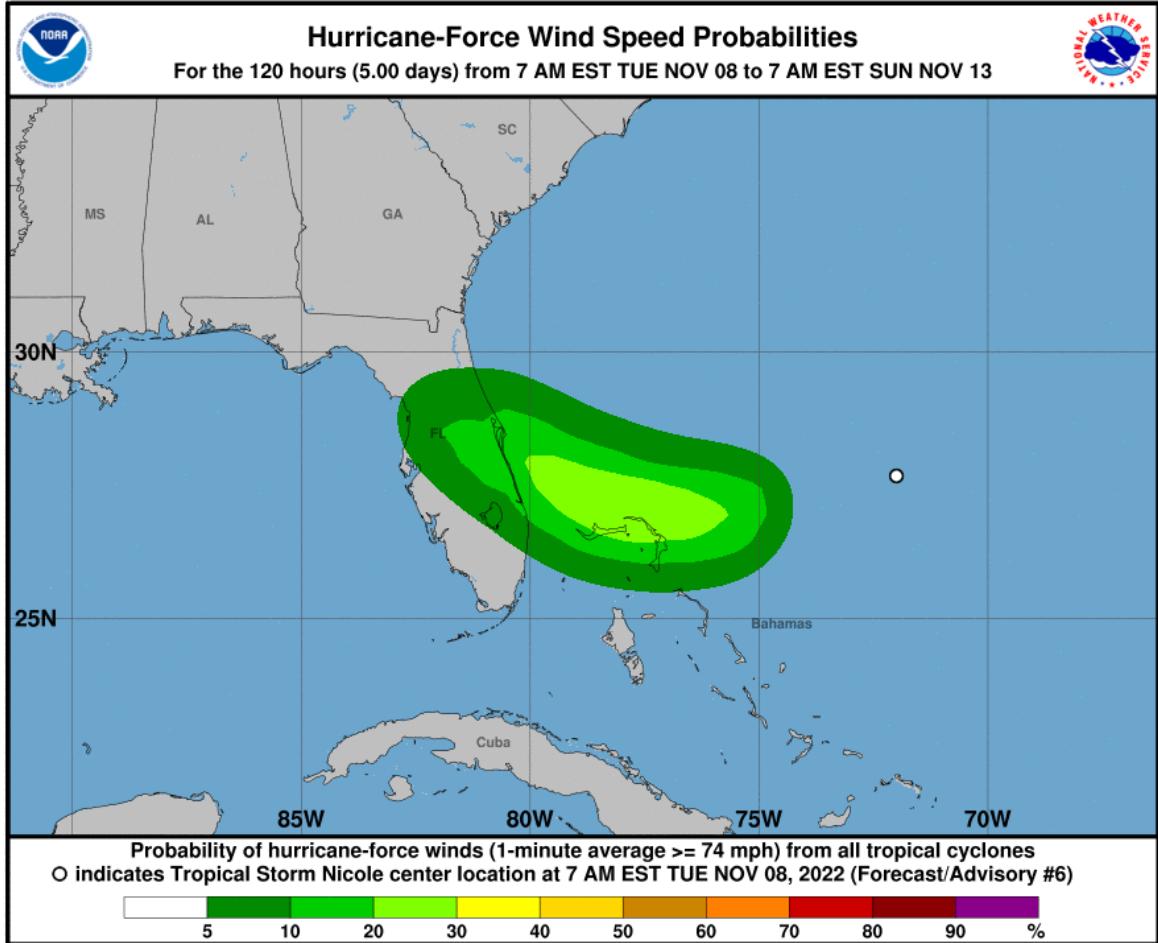 NOAA
Hurricane-Force Wind Speed Probabilities
For the 120 hours (5.00 days) from 7 AM EST TUE NOV 08 to 7 AM EST SUN NOV 13
NATIONAL WEATHER SERVICE
SC
MS
AL
GA
30N
FL
25N
Bahamas
Cuba
85W 80W 75W 70W
Probability of hurricane-force winds (1-minute average >= 74 mph) from all tropical cyclones
indicates Tropical Storm Nicole center location at 7 AM EST TUE NOV 08, 2022 (Forecast/Advisory #6)
5 10 20 30 40 50 60 70 80 90 %